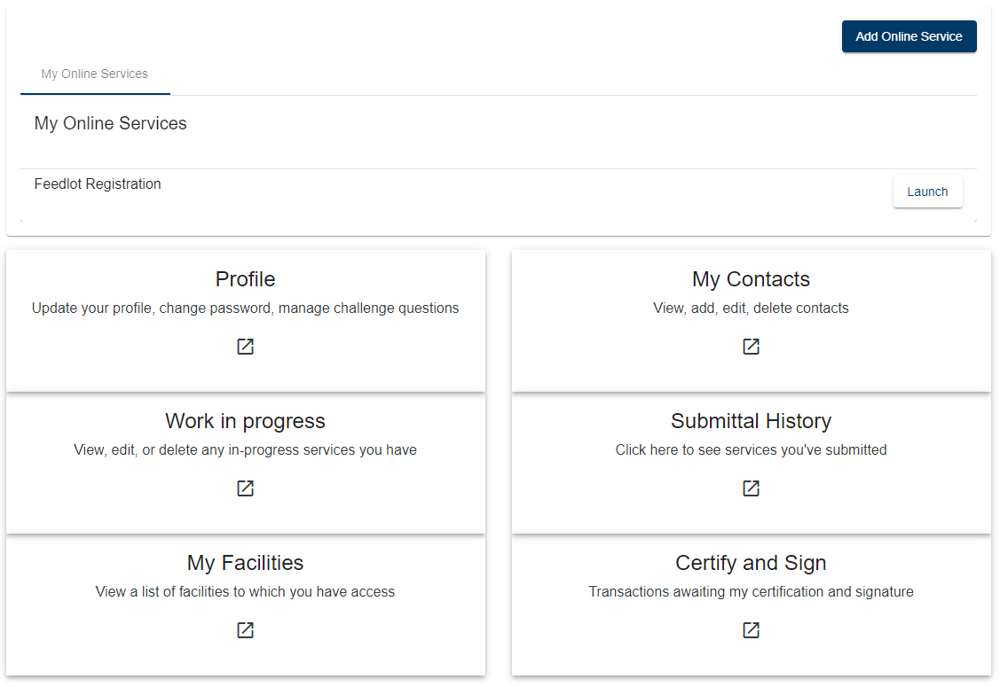 Add Online Service
My Online Services
My Online Services
Feedlot Registration
Launch
Profile
Update your profile, change password, manage challenge questions
My Contacts
View, add, edit, delete contacts
Work in progress
View, edit, or delete any in-progress services you have
Submittal History
Click here to see services you've submitted
My Facilities
View a list of facilities to which you have access
Certify and Sign
Transactions awaiting my certification and signature